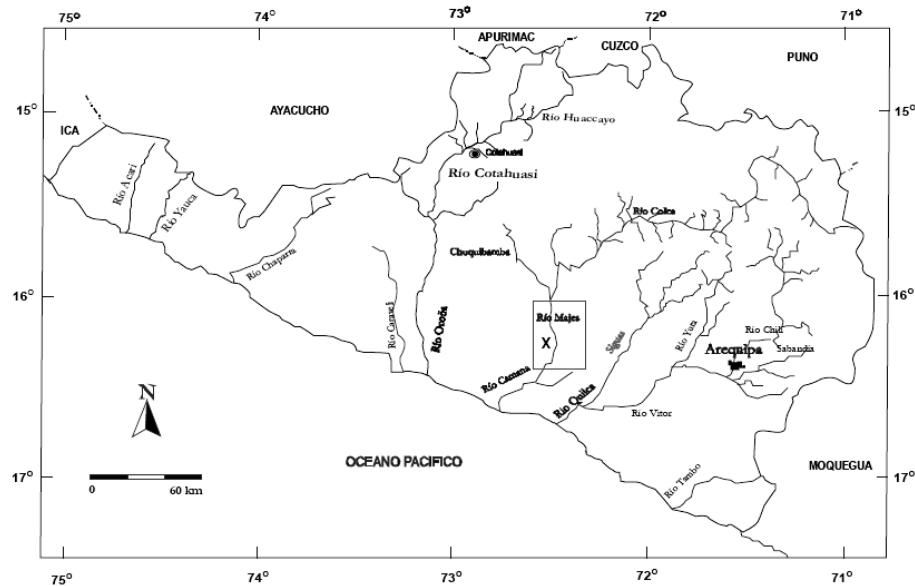 75° 74° 73° 72° 71°
APURIMAC
CUZCO
PUNO
15° AYACUCHO 15°
Río Huaccayo
ICA
Cotahuasi
Río Acarí
Río Cotahuasi
Río Yauca
Río Colca
Chuquibamba
Río Chaparra
16° 16°
Río Ocoña
Río Caravelí
Río Majes
X
Siguas
Río Yura
Río Chili
Arequipa
Sabandía
Río Camana
Río Quilca
Río Vitor
N
OCEANO PACIFICO
MOQUEGUA
17° 17°
0 60 km
Río Tambo
75° 74° 73° 72° 71°